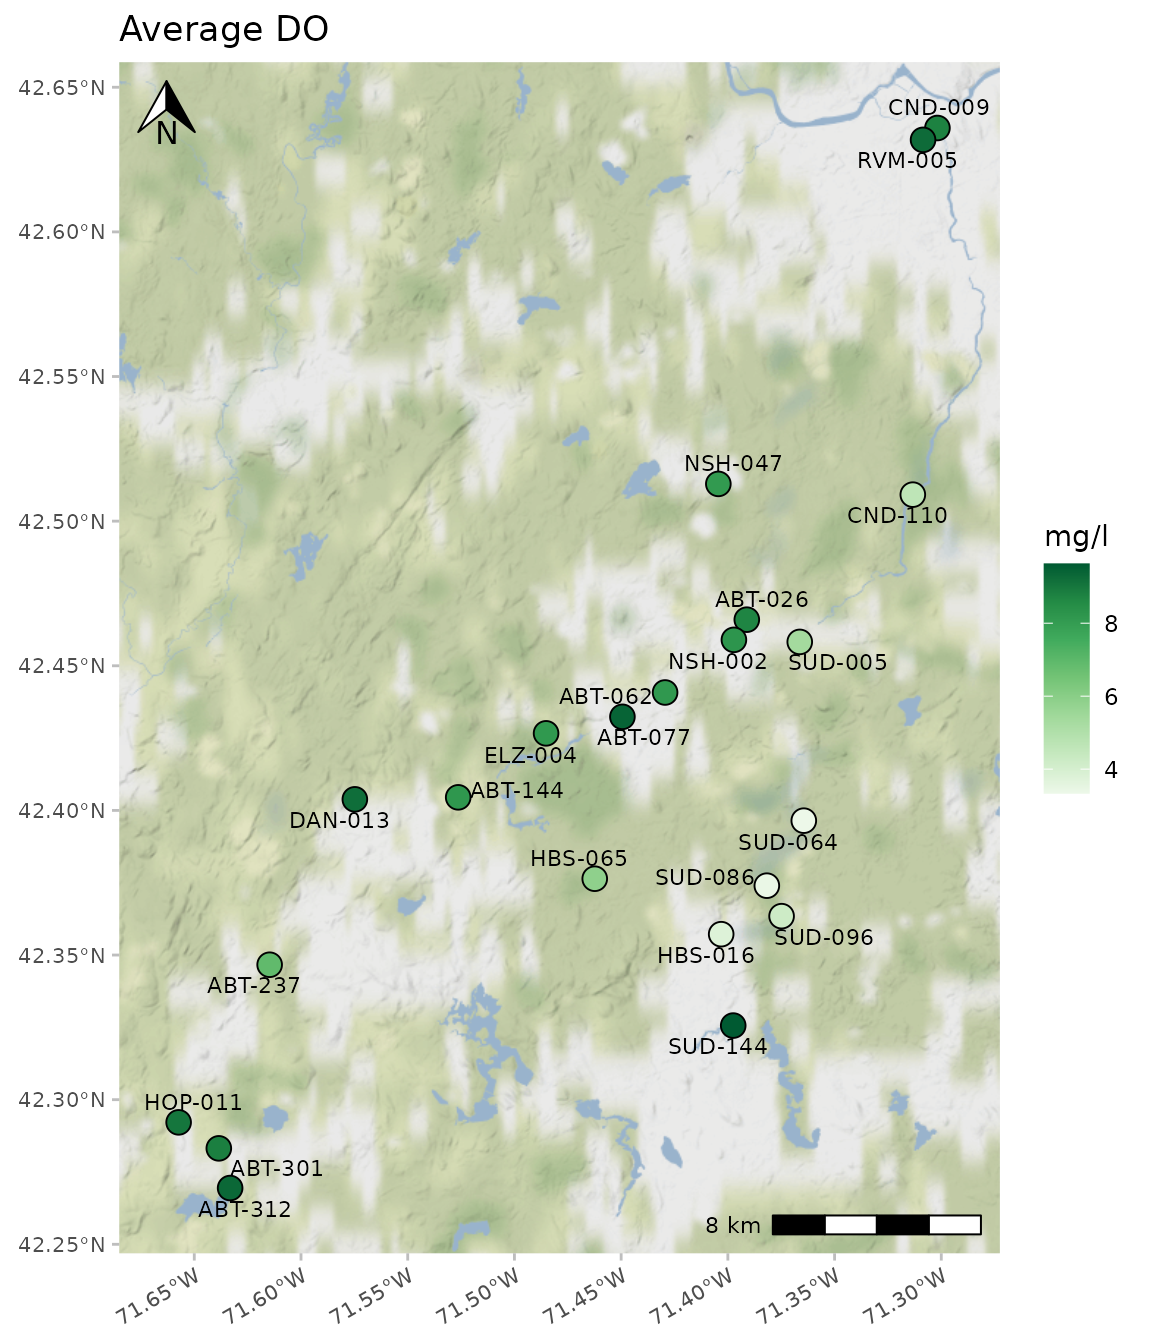 Average DO
42.65°N
42.60°N
42.55°N
42.50°N
42.45°N
42.40°N
42.35°N
42.30°N
42.25°N
N
CND-009
RVM-005
NSH-047
CND-110
ABT-026
NSH-002
SUD-005
ABT-062
ABT-077
ELZ-004
ABT-144
DAN-013
SUD-064
HBS-065
SUD-086
SUD-096
HBS-016
ABT-237
SUD-144
HOP-011
ABT-301
ABT-312
8 km
71.65°W
71.60°W
71.55°W
71.50°W
71.45°W
71.40°W
71.35°W
71.30°W
mg/l
8
6
4